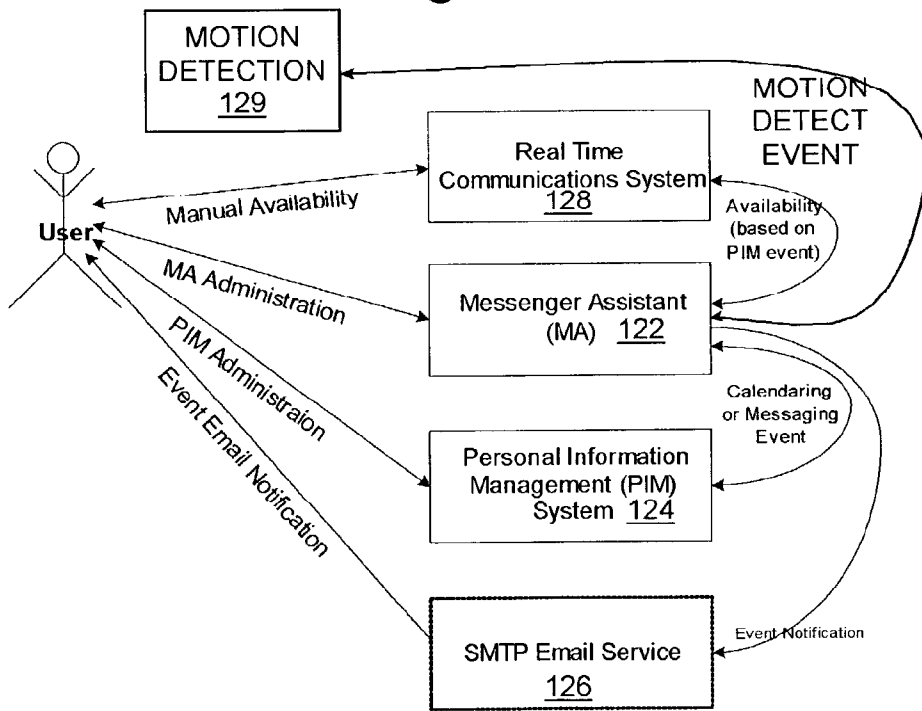 MOTION
DETECTION
129
MOTION
DETECT
EVENT
Real Time
Communications System
128
Manual Availability
Availability
(based on
PIM event)
User
MA Administration
Messenger Assistant
(MA) 122
PIM Administraion
Calendaring
or Messaging
Event
Event Email Notification
Personal Information
Management (PIM)
System 124
SMTP Email Service
126
Event Notification